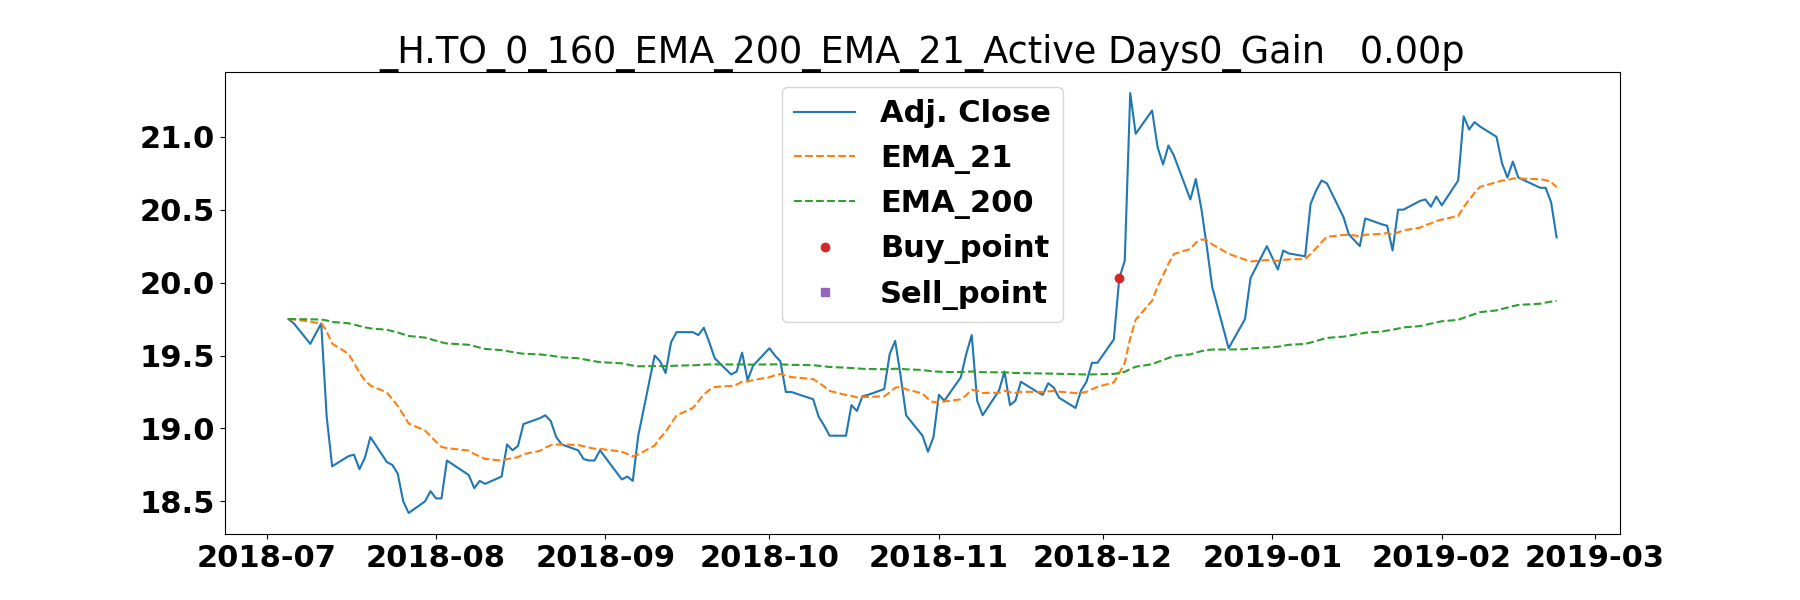 _H.TO_0_160_EMA_200_EMA_21_Active Days0_Gain   0.00p
Adj. Close
EMA_21
EMA_200
Buy_point
Sell_point
21.0
20.5
20.0
19.5
19.0
18.5
2018-07 2018-08 2018-09 2018-10 2018-11 2018-12 2019-01 2019-02 2019-03